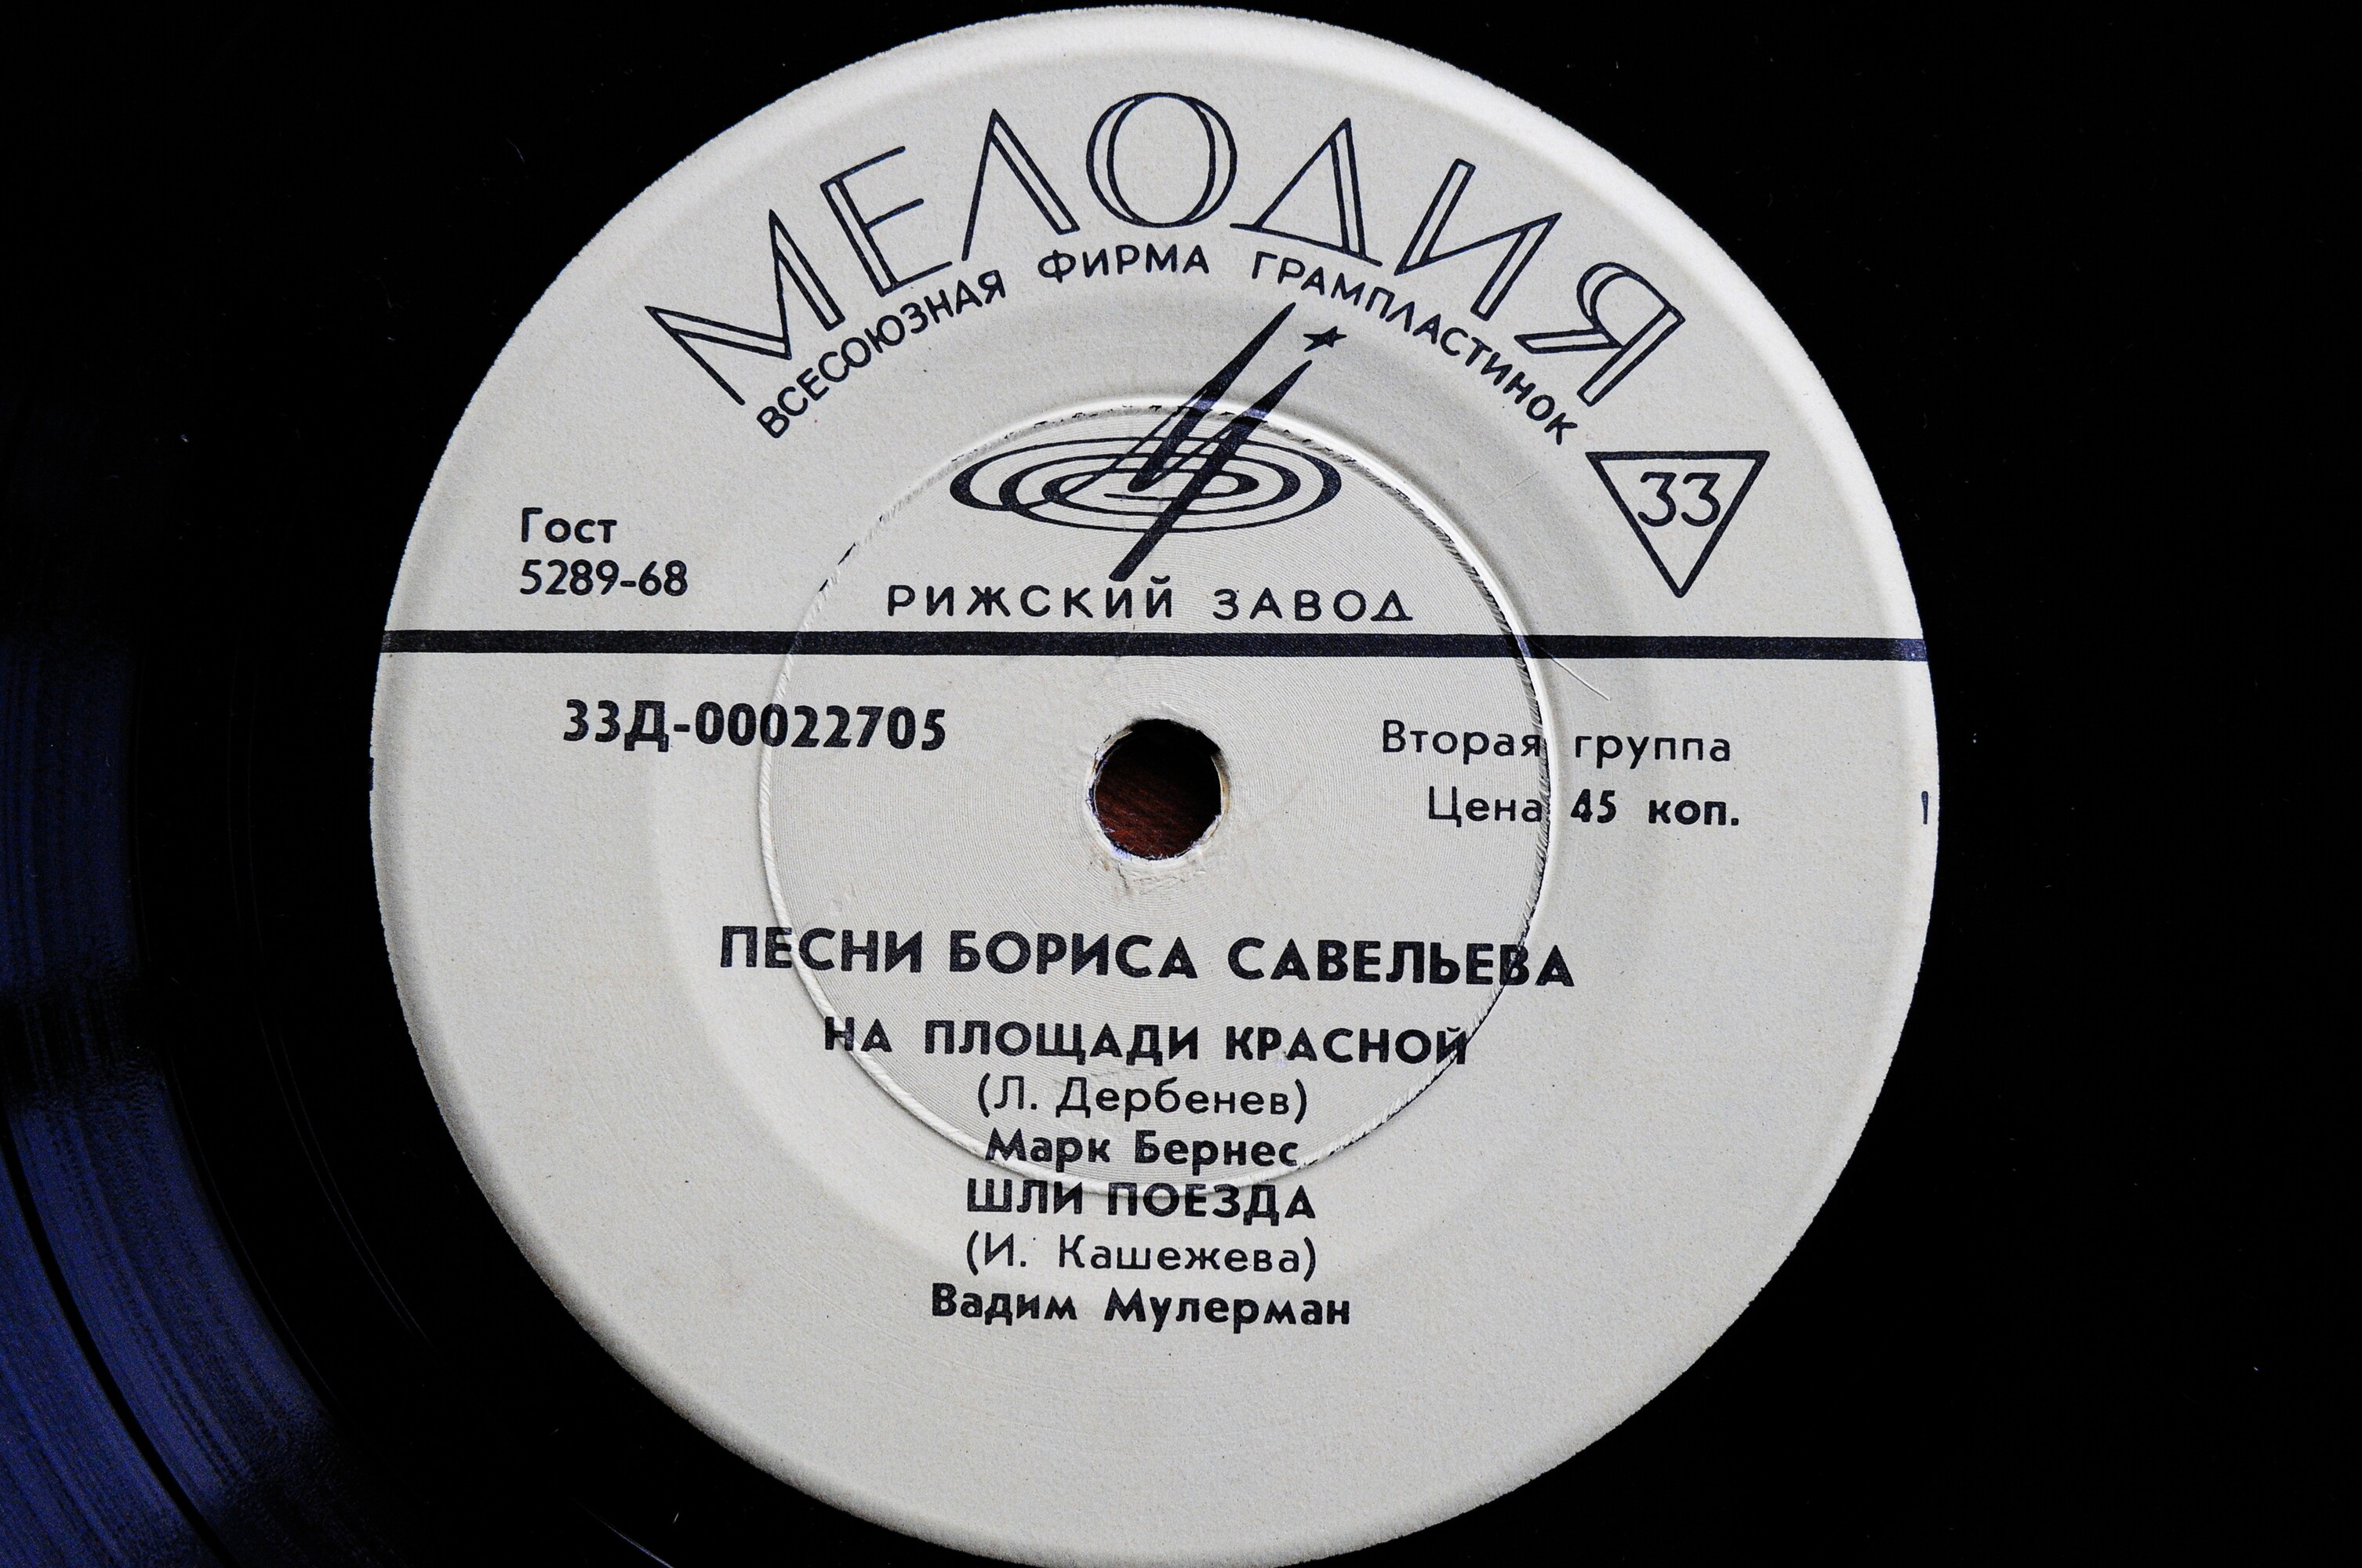 МЕЛОДИЯ
ВСЕСОЮЗНАЯ ФИРМА ГРАМПЛАСТИНОК
33
Гост
5289-68
РИЖСКИЙ ЗАВОД
33Д-00022705
Вторая группа
Цена 45 коп.
ПЕСНИ БОРИСА САВЕЛЬЕВА
НА ПЛОЩАДИ КРАСНОЙ
(Л. Дербенев)
Марк Бернес
ШЛИ ПОЕЗДА
(И. Кашежева)
Вадим Мулерман